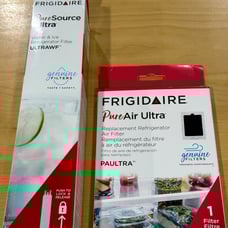 FRIGIDAIRE
PureSource
Ultra
Water & Ice
Refrigerator Filter
ULTRAWF
genuine
FILTERS
PUSH TO
LOCK &
RELEASE
FRIGIDAIRE
PureAir Ultra
Replacement Refrigerator
Air Filter
Remplacement du filtre
à air du réfrigérateur
PAULTRA
genuine
FILTERS
1
Filter
Filtre